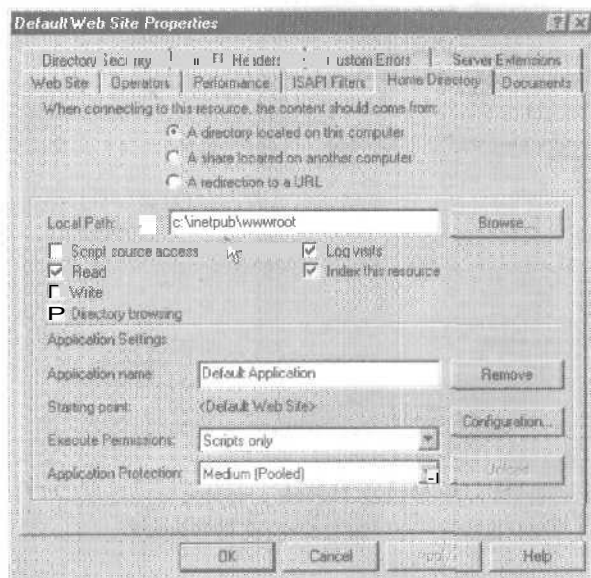 Default Web Site Properties ? X
Directory Custom Errors Server Extensions
Web Site Operators Performance ISAPI Filters Home Directory Documents
When connecting to this resource, the content should come from:
A directory located on this computer
A share located on another computer
A redirection to a URL
Local Path: c:\inetpub\wwwroot Browse...
Script source access Log visits
Read Index this resource
Write
P Directory browsing
Application Settings
Application name: Default Application Remove
Starting point: <Default Web Site>
Configuration...
Execute Permissions: Scripts only
Application Protection: Medium (Pooled) Unload
OK Cancel Help